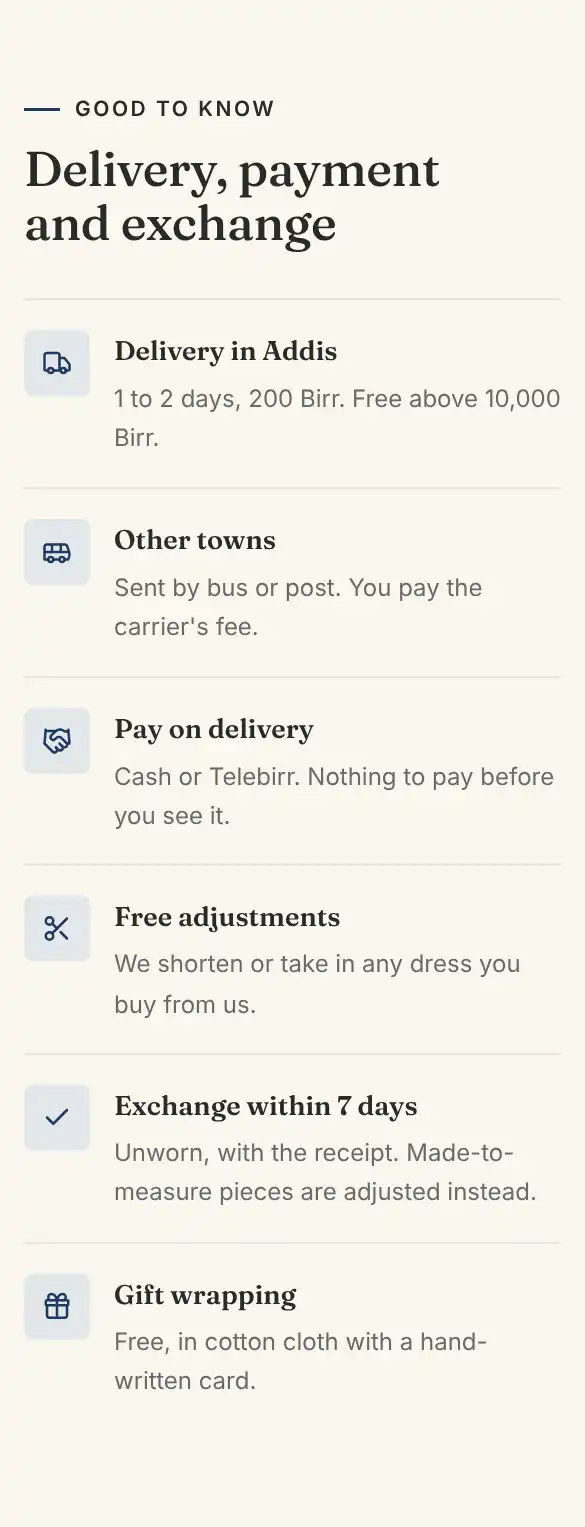 GOOD TO KNOW
Delivery, payment
and exchange
Delivery in Addis
1 to 2 days, 200 Birr. Free above 10,000
Birr.
Other towns
Sent by bus or post. You pay the
carrier's fee.
Pay on delivery
Cash or Telebirr. Nothing to pay before
you see it.
Free adjustments
We shorten or take in any dress you
buy from us.
Exchange within 7 days
Unworn, with the receipt. Made-to-
measure pieces are adjusted instead.
Gift wrapping
Free, in cotton cloth with a hand-
written card.